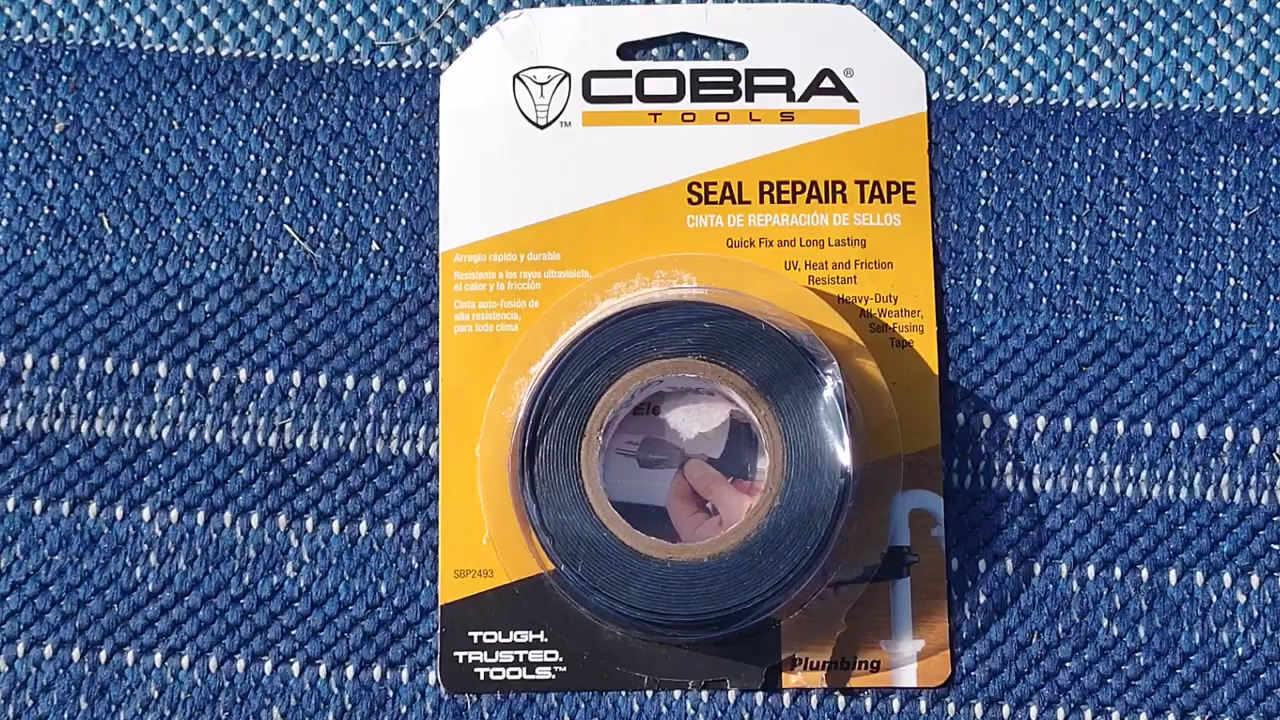 COBRA®
TOOLS
TM
SEAL REPAIR TAPE
CINTA DE REPARACIÓN DE SELLOS
Quick Fix and Long Lasting
UV, Heat and Friction
Resistant
Heavy-Duty
All-Weather,
Self-Fusing
Tape
Arreglo rápido y durable
Resistente a los rayos ultravioleta,
el calor y la fricción
Cinta auto-fusión de
alta resistencia,
para todo clima
Ele
SBP2493
TOUGH.
TRUSTED.
TOOLS.™
Plumbing